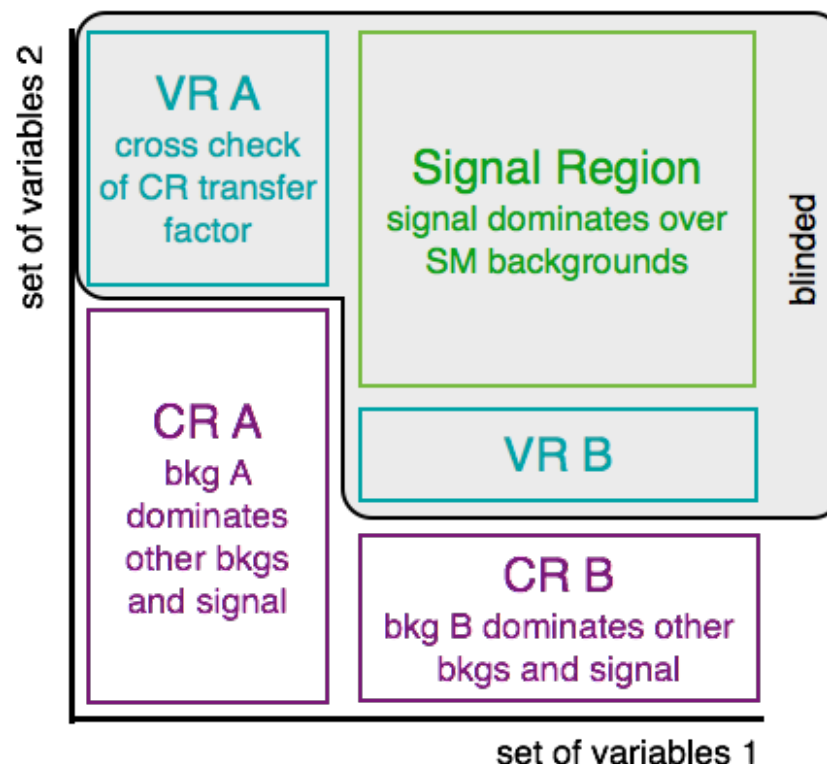 set of variables 2
VR A
cross check
of CR transfer
factor
Signal Region
signal dominates over
SM backgrounds
blinded
CR A
bkg A
dominates
other bkgs
and signal
VR B
CR B
bkg B dominates other
bkgs and signal
set of variables 1